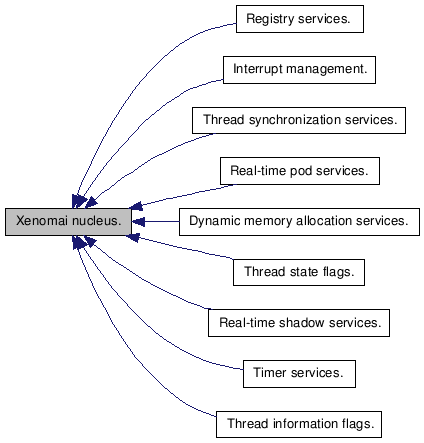 Registry services.
Interrupt management.
Thread synchronization services.
Real-time pod services.
Xenomai nucleus.
Dynamic memory allocation services.
Thread state flags.
Real-time shadow services.
Timer services.
Thread information flags.